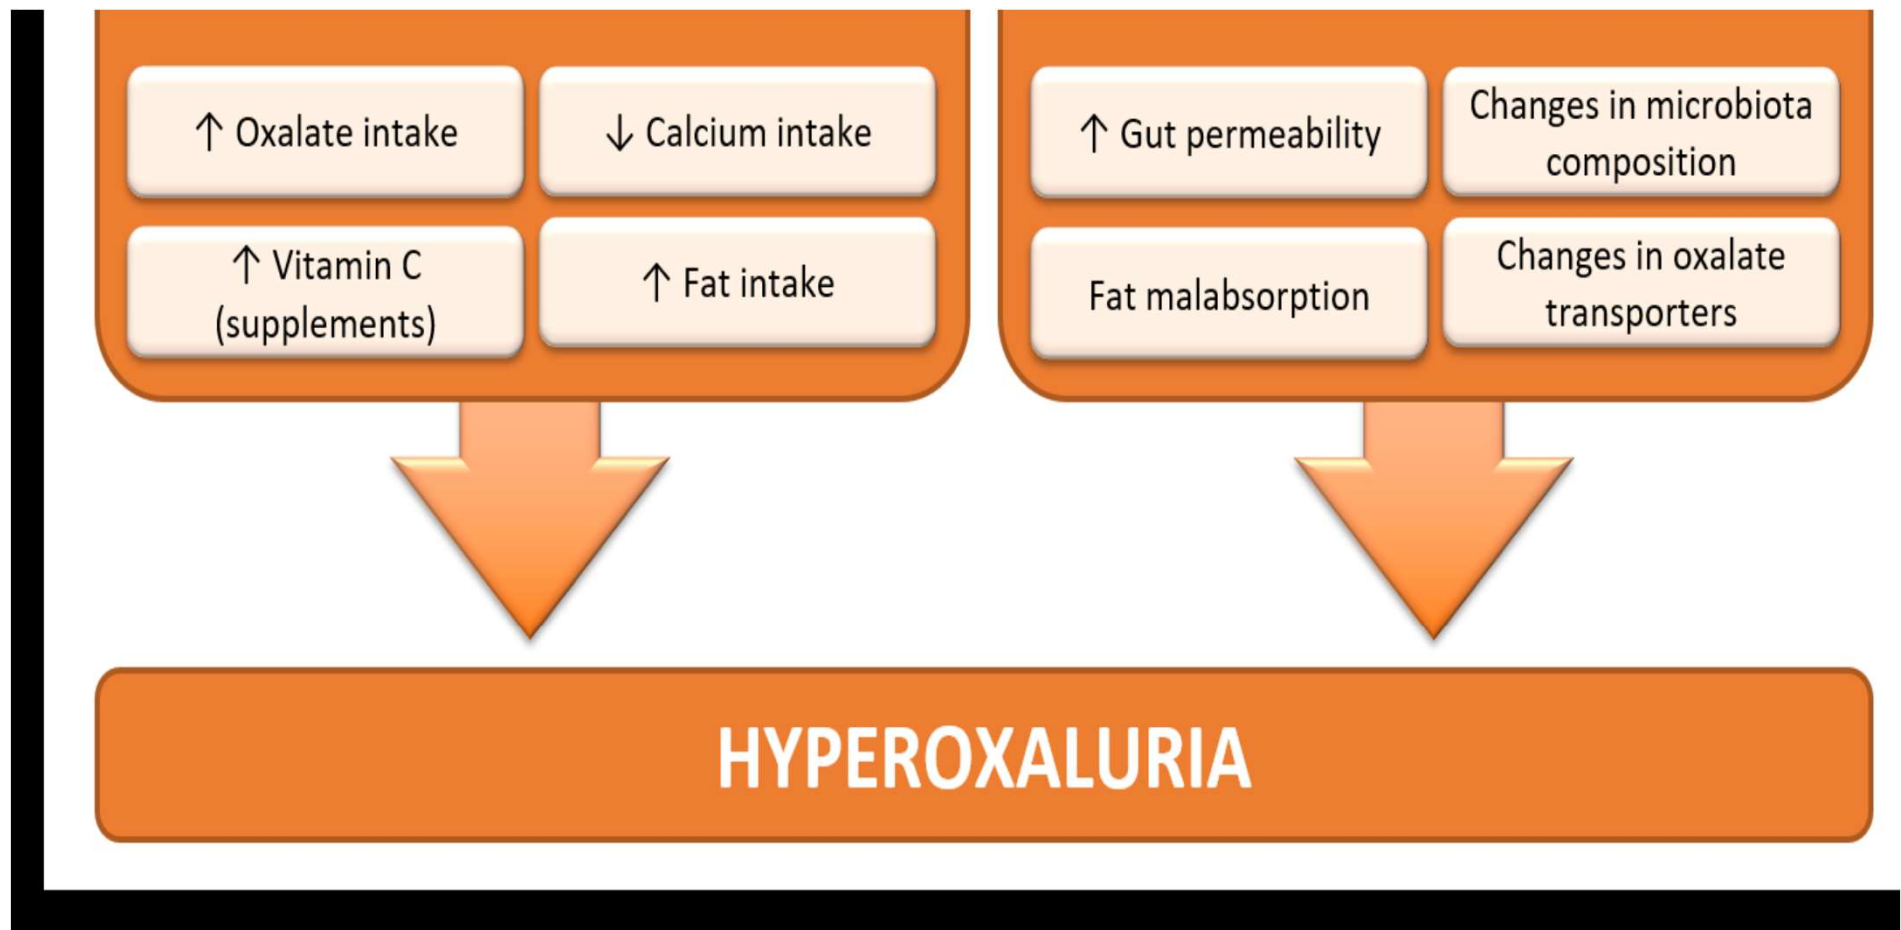 ↑ Oxalate intake
↓ Calcium intake
↑ Vitamin C
(supplements)
↑ Fat intake
↑ Gut permeability
Changes in microbiota
composition
Fat malabsorption
Changes in oxalate
transporters
HYPEROXALURIA